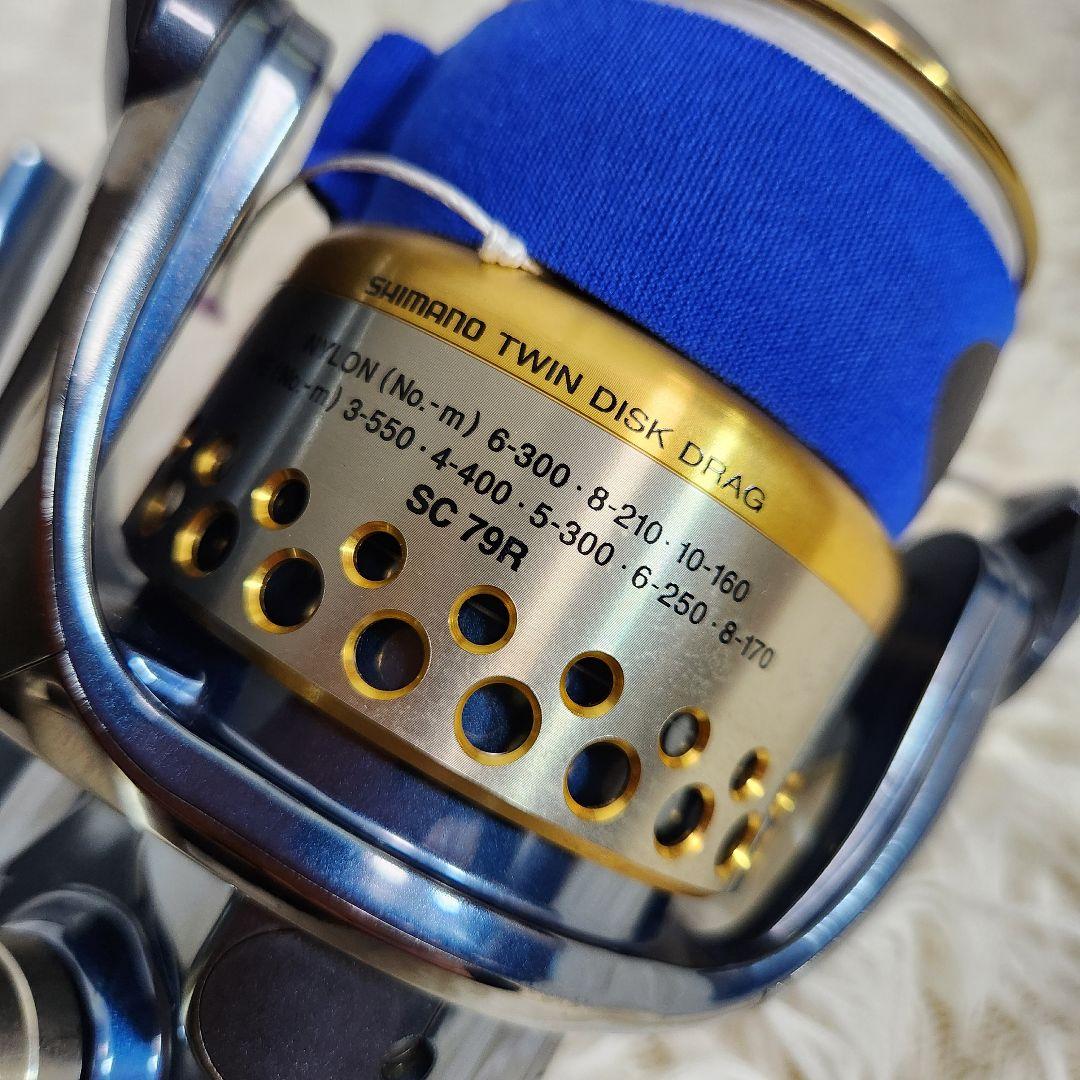 SHIMANO TWIN DISK DRAG
NYLON (No.-m) 6-300·8-210·10-160
(No.-m) 3-550·4-400·5-300·6-250·8-170
SC 79R